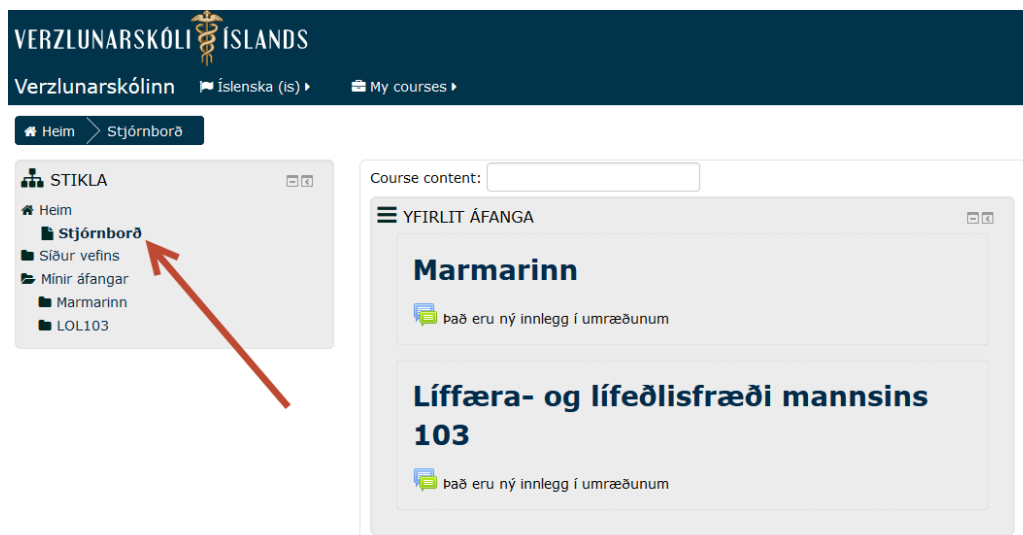 VERZLUNARSKÓLI ÍSLANDS
Verzlunarskólinn Íslenska (is) My courses
Heim Stjórnborð
STIKLA
Heim
Stjórnborð
Síður vefins
Mínir áfangar
Marmarinn
LOL103
Course content:
YFIRLIT ÁFANGA
Marmarinn
Það eru ný innlegg í umræðunum
Líffæra- og lífeðlisfræði mannsins
103
Það eru ný innlegg í umræðunum